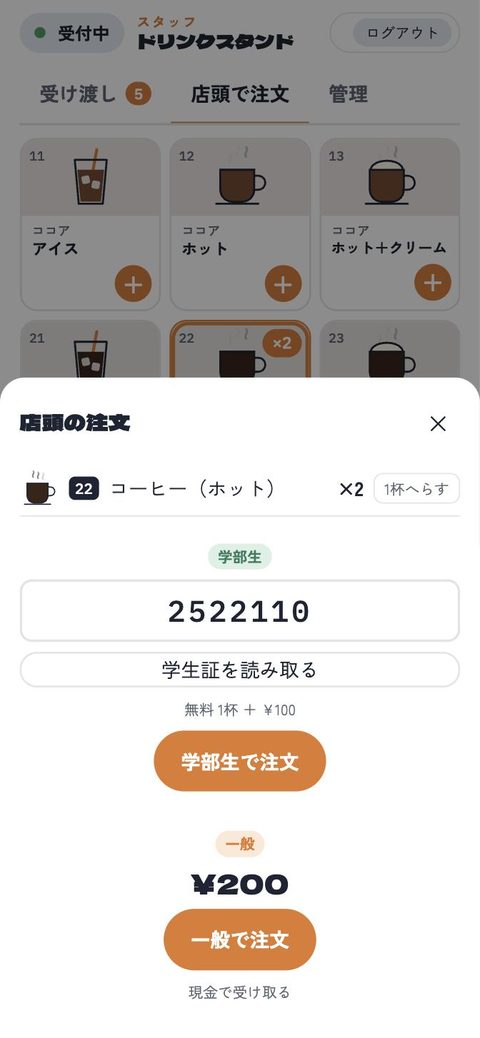 受付中
スタッフ
ドリンクスタンド
ログアウト
受け渡し 5
店頭で注文
管理
11
ココア
アイス
12
ココア
ホット
13
ココア
ホット＋クリーム
21
22
×2
23
店頭の注文
22 コーヒー（ホット） ×2 1杯へらす
学部生
2522110
学生証を読み取る
無料1杯 ＋ ¥100
学部生で注文
一般
¥200
一般で注文
現金で受け取る